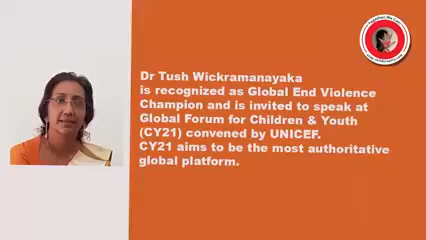 Dr Tush Wickramanayaka
is recognized as Global End Violence
Champion and is invited to speak at
Global Forum for Children & Youth
(CY21) convened by UNICEF.
CY21 aims to be the most authoritative
global platform.